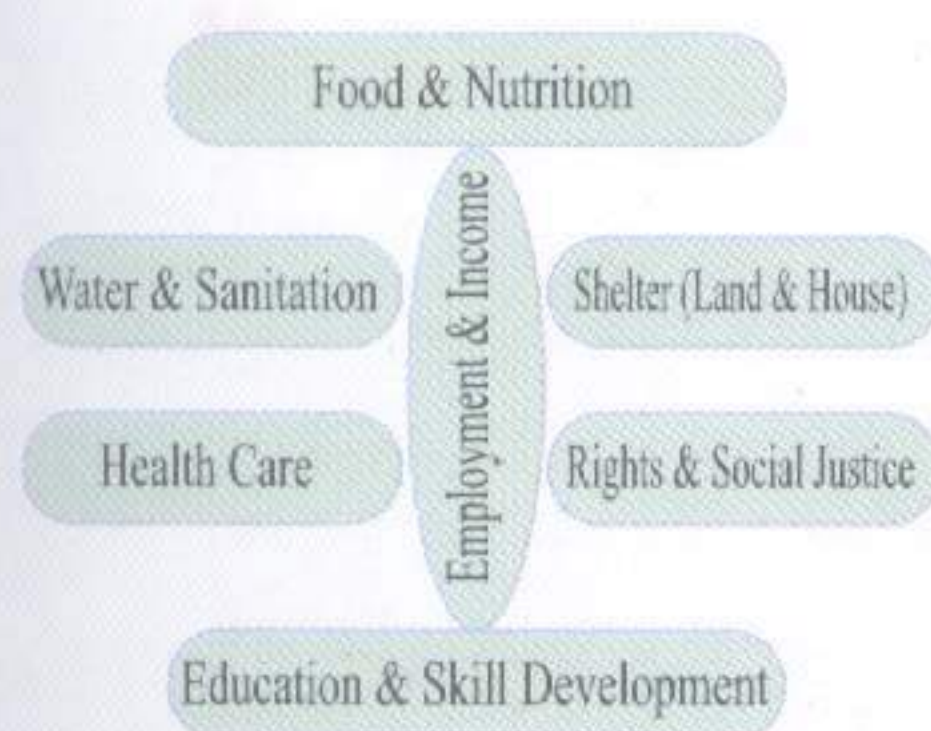 Food & Nutrition
Employment & Income
Water & Sanitation
Shelter (Land & House)
Health Care
Rights & Social Justice
Education & Skill Development